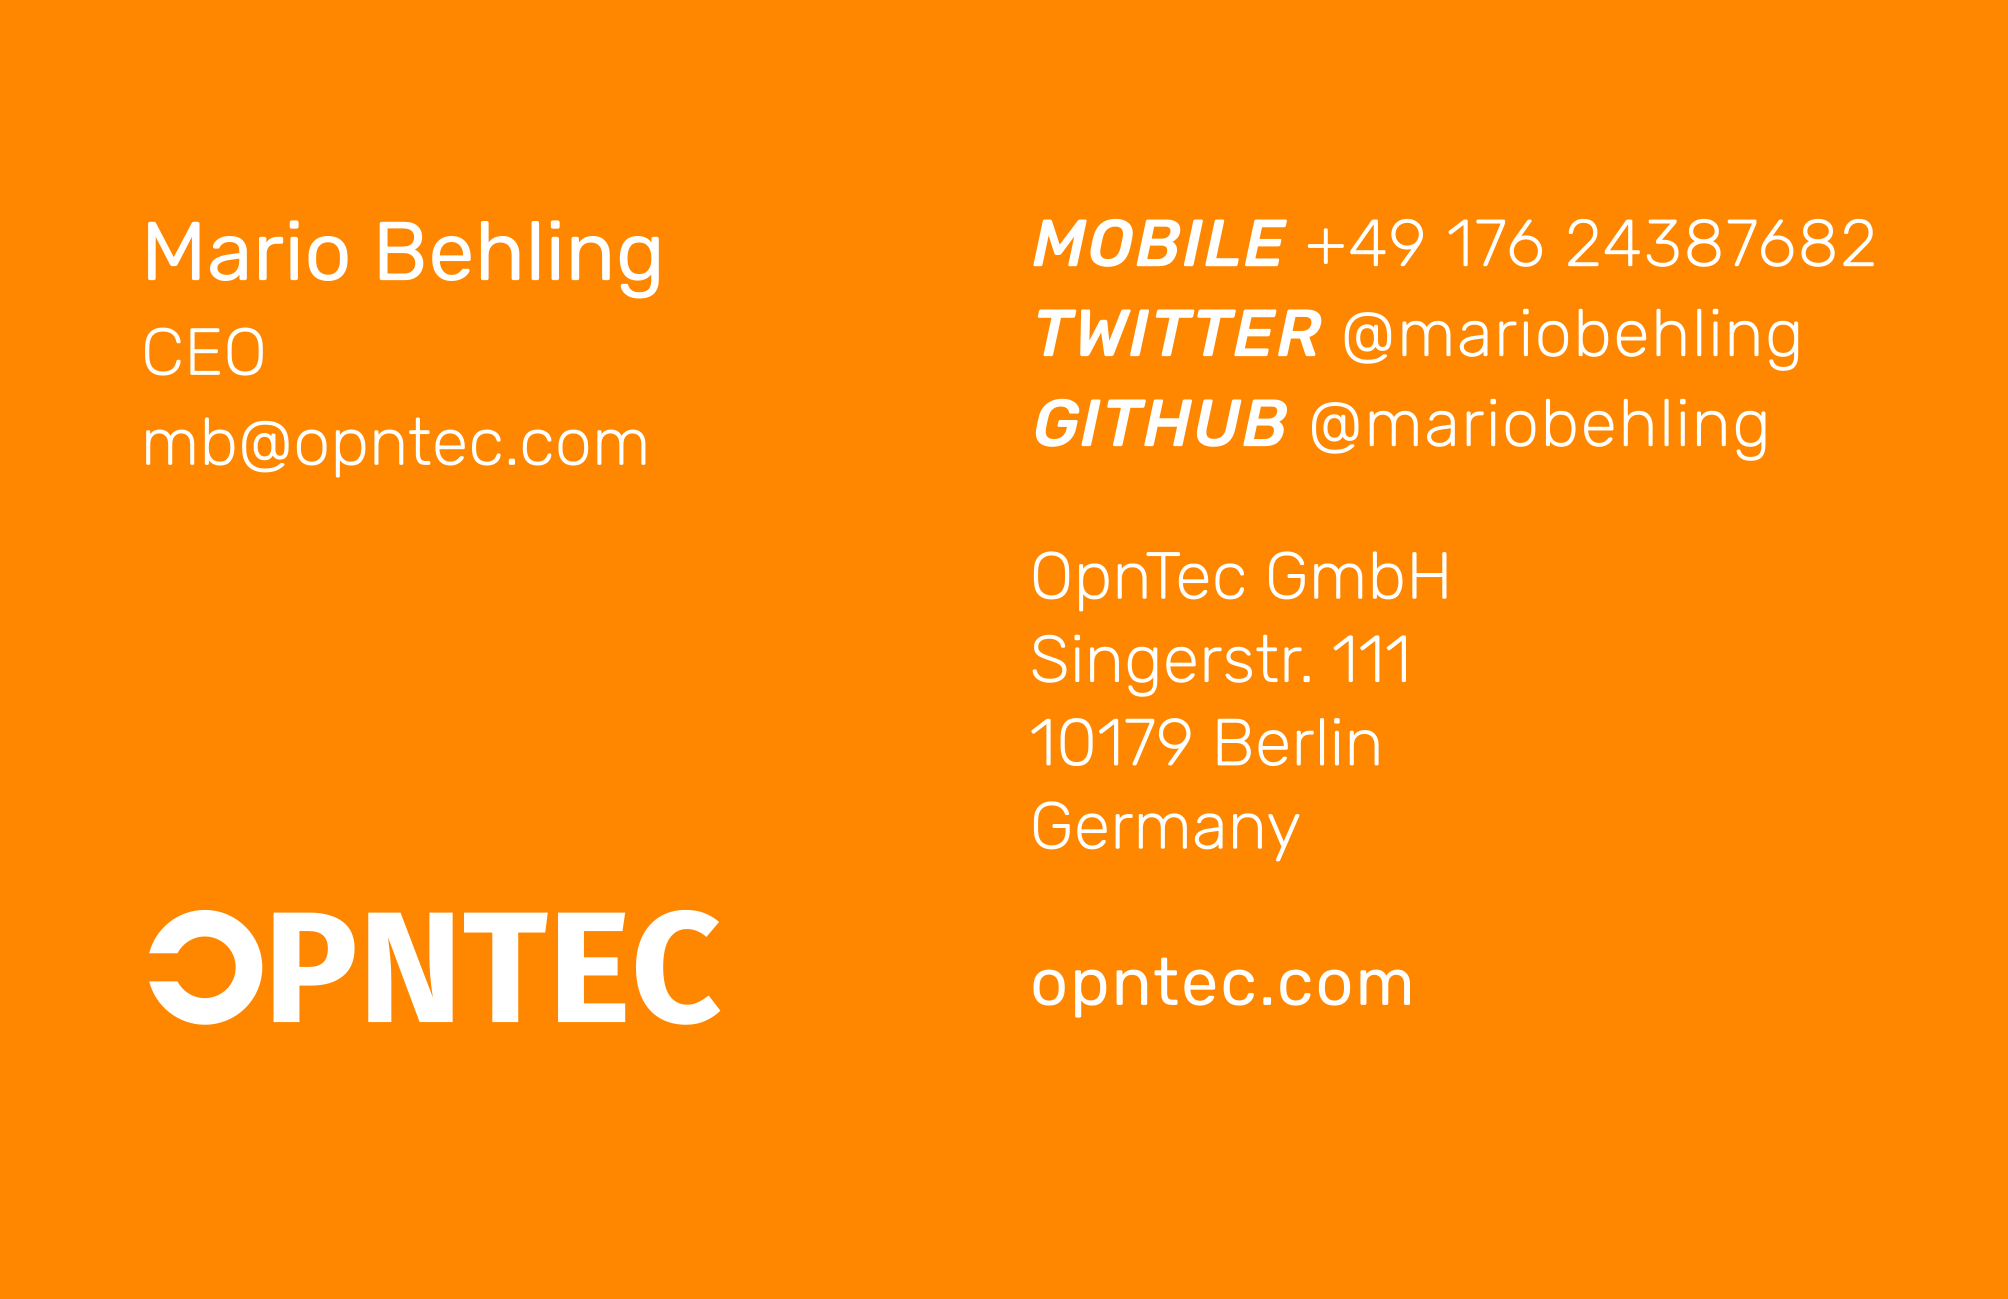 Mario Behling
CEO
mb@opntec.com
OPNTEC
MOBILE +49 176 24387682
TWITTER @mariobehling
GITHUB @mariobehling
OpnTec GmbH
Singerstr. 111
10179 Berlin
Germany
opntec.com